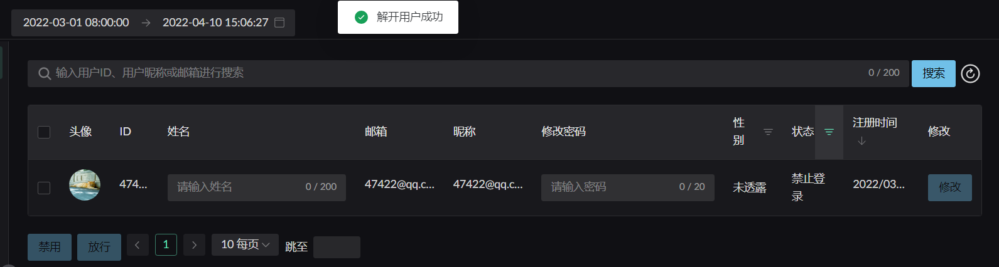 解开用户成功
2022-03-01 08:00:00 → 2022-04-10 15:06:27
输入用户ID、用户昵称或邮箱进行搜索 0 / 200 搜索
头像 ID 姓名 邮箱 昵称 修改密码 性别 状态 注册时间 ↓ 修改
474... 请输入姓名 0 / 200 47422@qq.c... 47422@qq.c... 请输入密码 0 / 20 未透露 禁止登录 2022/03... 修改
禁用 放行 < 1 > 10 每页 跳至